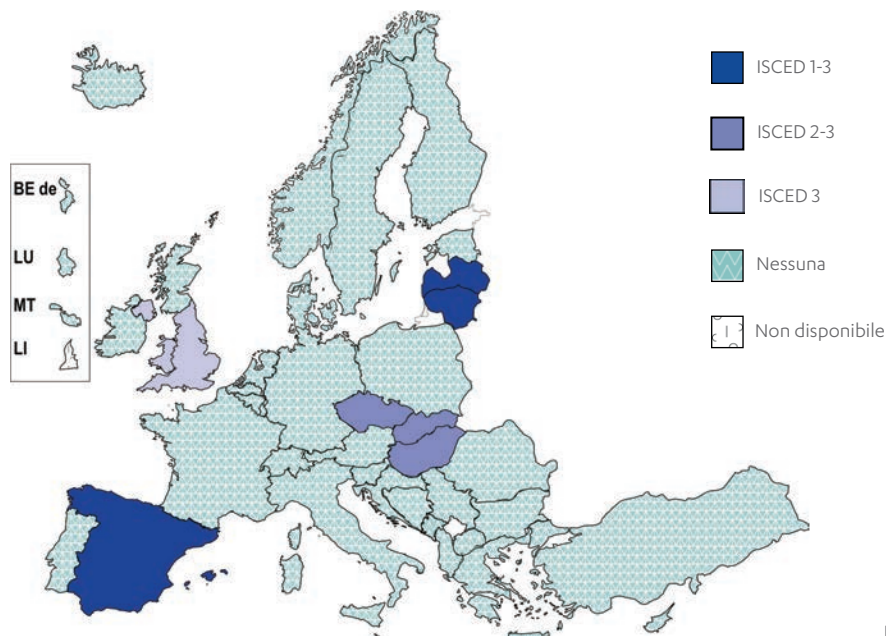 ISCED 1-3
ISCED 2-3
ISCED 3
Nessuna
Non disponibile
BE de
LU
MT
LI